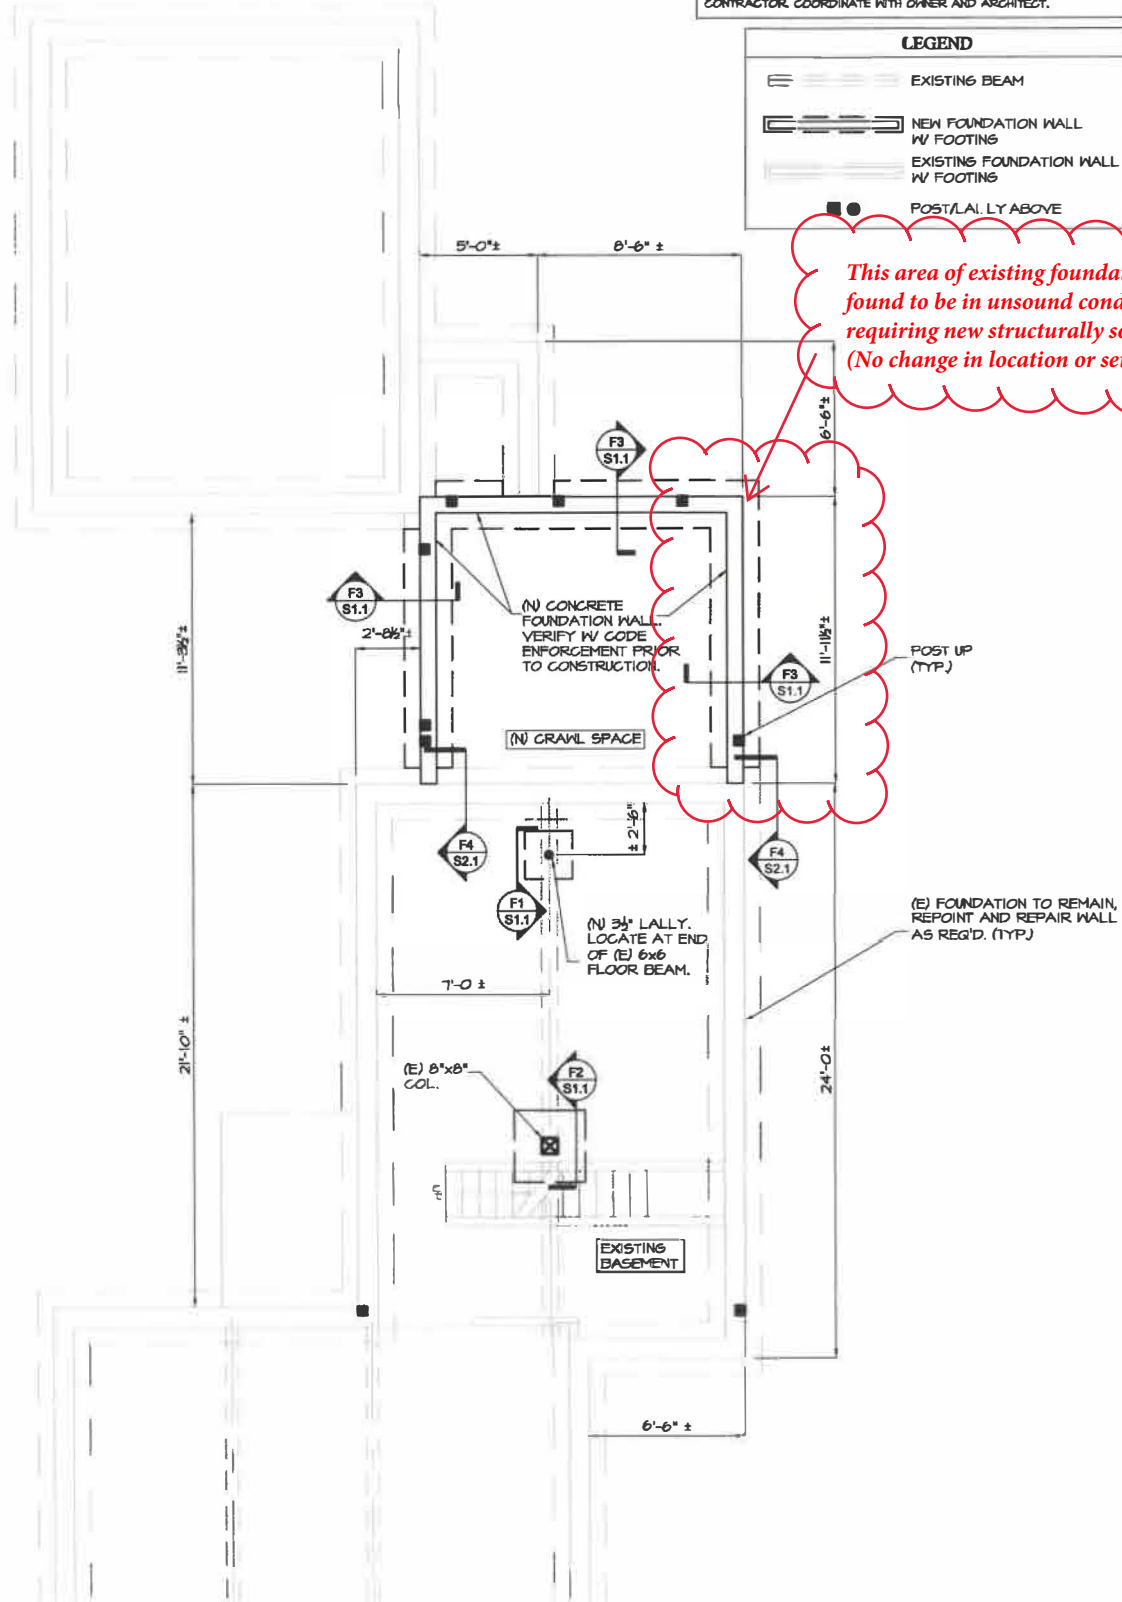 CONTRACTOR COORDINATE WITH OWNER AND ARCHITECT.
LEGEND
EXISTING BEAM
NEW FOUNDATION WALL
W/ FOOTING
EXISTING FOUNDATION WALL
W/ FOOTING
POST/LALLY ABOVE
This area of existing
found to be in unsound
requiring new structurally
(No change in location or
5'-0"±
8'-6" ±
6'-6"±
F3
S1.1
F3
S1.1
2'-8½"±
11'-3½"±
(N) CONCRETE
FOUNDATION WALL.
VERIFY W/ CODE
ENFORCEMENT PRIOR
TO CONSTRUCTION.
11'-11½"±
POST UP
(TYP.)
F3
S1.1
(N) CRAWL SPACE
± 2'-6"
F4
S2.1
F4
S2.1
F1
S1.1
(N) 3½" LALLY.
LOCATE AT END
OF (E) 6x6
FLOOR BEAM.
(E) FOUNDATION TO REMAIN,
REPOINT AND REPAIR WALL
AS REQ'D. (TYP.)
7'-0 ±
21'-10" ±
24'-0±
(E) 8"x8"
COL.
F2
S1.1
UP
EXISTING
BASEMENT
6'-6" ±